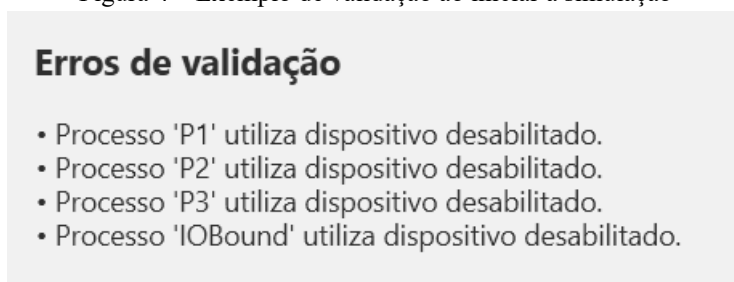 Erros de validação
• Processo 'P1' utiliza dispositivo desabilitado.
• Processo 'P2' utiliza dispositivo desabilitado.
• Processo 'P3' utiliza dispositivo desabilitado.
• Processo 'IOBound' utiliza dispositivo desabilitado.